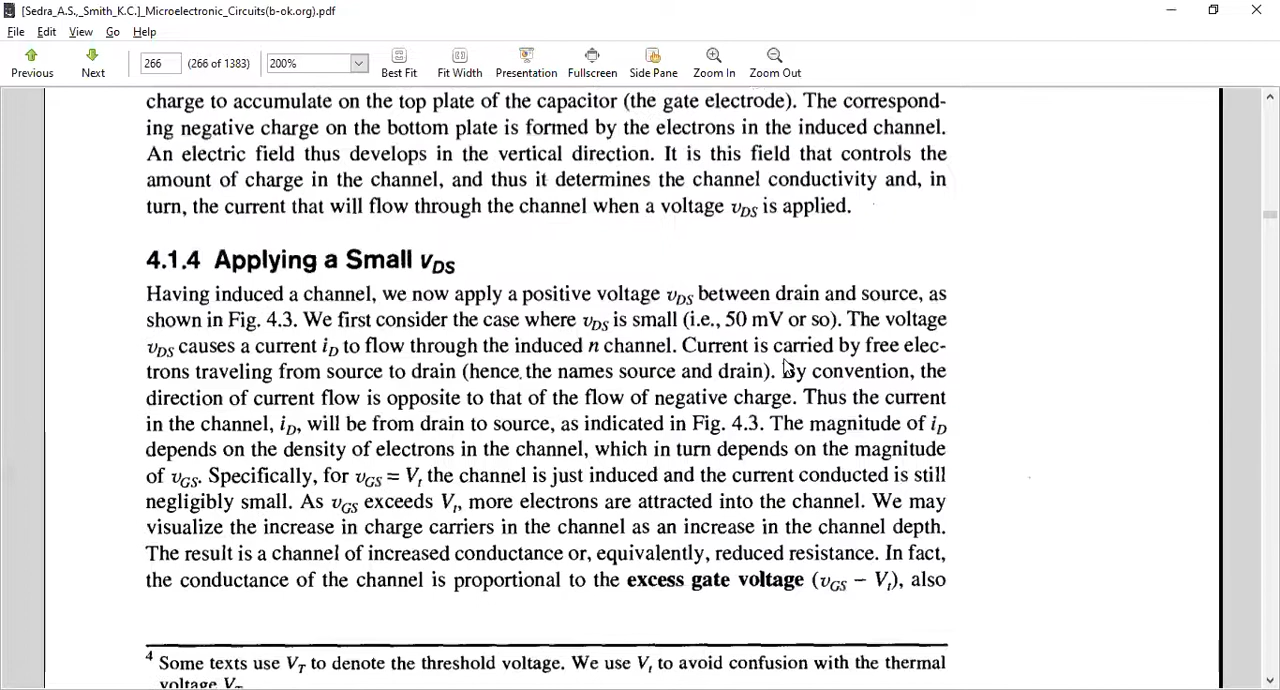 [Sedra_A.S.,_Smith_K.C.]_Microelectronic_Circuits(b-ok.org).pdf
File Edit View Go Help
266 (266 of 1383) 200%
Previous Next Best Fit Fit Width Presentation Fullscreen Side Pane Zoom In Zoom Out
charge to accumulate on the top plate of the capacitor (the gate electrode). The correspond-
ing negative charge on the bottom plate is formed by the electrons in the induced channel.
An electric field thus develops in the vertical direction. It is this field that controls the
amount of charge in the channel, and thus it determines the channel conductivity and, in
turn, the current that will flow through the channel when a voltage vDS is applied.
4.1.4 Applying a Small vDS
Having induced a channel, we now apply a positive voltage vDS between drain and source, as
shown in Fig. 4.3. We first consider the case where vDS is small (i.e., 50 mV or so). The voltage
vDS causes a current iD to flow through the induced n channel. Current is carried by free elec-
trons traveling from source to drain (hence the names source and drain). By convention, the
direction of current flow is opposite to that of the flow of negative charge. Thus the current
in the channel, iD, will be from drain to source, as indicated in Fig. 4.3. The magnitude of iD
depends on the density of electrons in the channel, which in turn depends on the magnitude
of vGS. Specifically, for vGS = Vt the channel is just induced and the current conducted is still
negligibly small. As vGS exceeds Vt, more electrons are attracted into the channel. We may
visualize the increase in charge carriers in the channel as an increase in the channel depth.
The result is a channel of increased conductance or, equivalently, reduced resistance. In fact,
the conductance of the channel is proportional to the excess gate voltage (vGS − Vt), also
4 Some texts use VT to denote the threshold voltage. We use Vt to avoid confusion with the thermal
voltage VT.